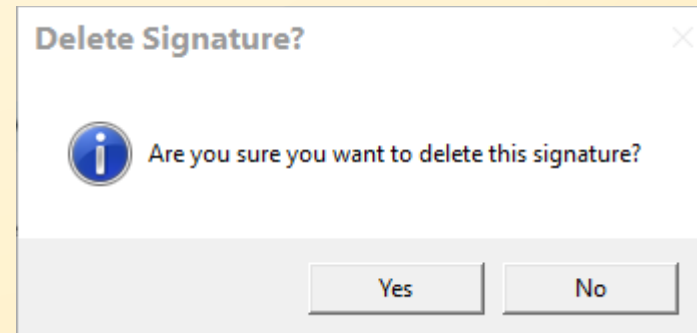 Delete Signature?
Are you sure you want to delete this signature?
Yes No